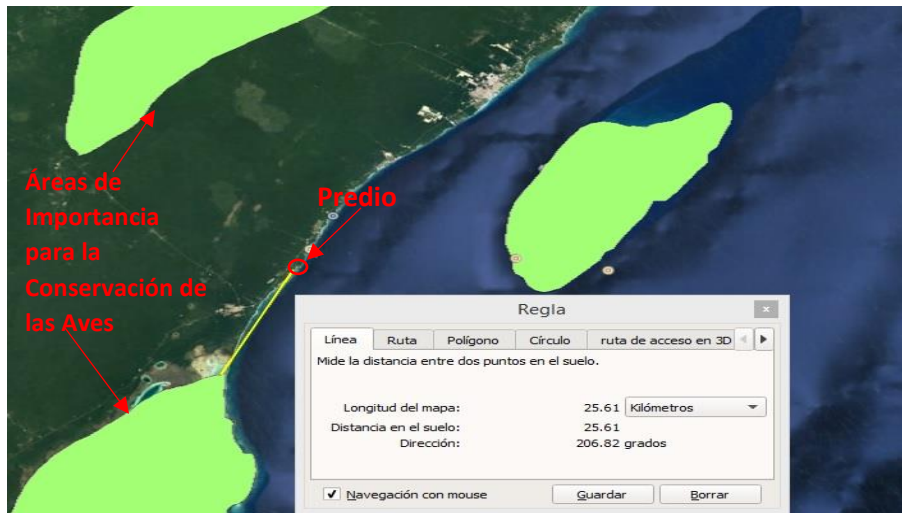 Áreas de
Importancia
para la
Conservación de
las Aves
Predio
Regla
Línea Ruta Polígono Círculo ruta de acceso en 3D
Mide la distancia entre dos puntos en el suelo.
Longitud del mapa: 25.61 Kilómetros
Distancia en el suelo: 25.61
Dirección: 206.82 grados
Navegación con mouse Guardar Borrar